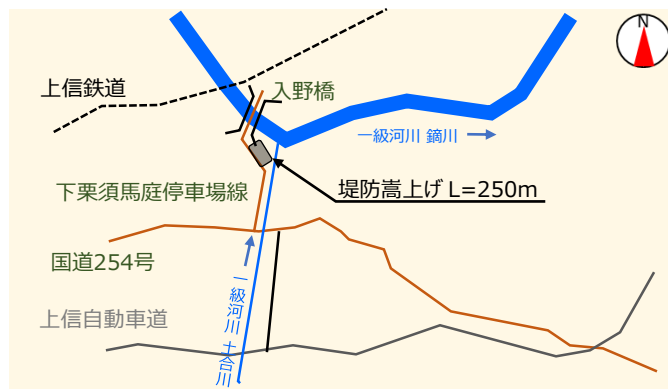 N
上信鉄道
入野橋
一級河川 鏑川
下栗須馬庭停車場線
堤防嵩上げ L=250m
国道254号
一級河川 土合川
上信自動車道